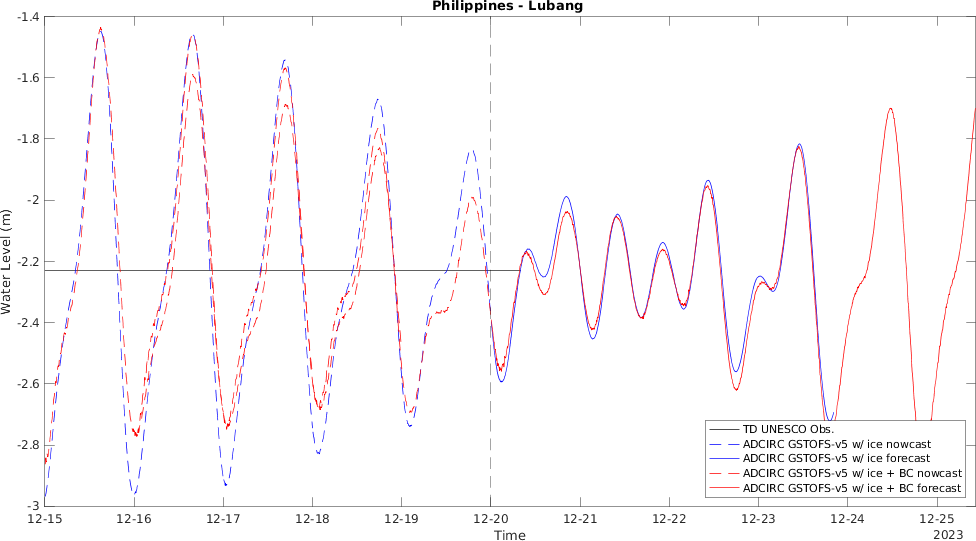 Philippines - Lubang
-1.4
-1.6
-1.8
-2
-2.2
-2.4
-2.6
-2.8
-3
Water Level (m)
12-15
12-16
12-17
12-18
12-19
12-20
12-21
12-22
12-23
12-24
12-25
Time
2023
TD UNESCO Obs.
ADCIRC GSTOFS-v5 w/ ice nowcast
ADCIRC GSTOFS-v5 w/ ice forecast
ADCIRC GSTOFS-v5 w/ ice + BC nowcast
ADCIRC GSTOFS-v5 w/ ice + BC forecast